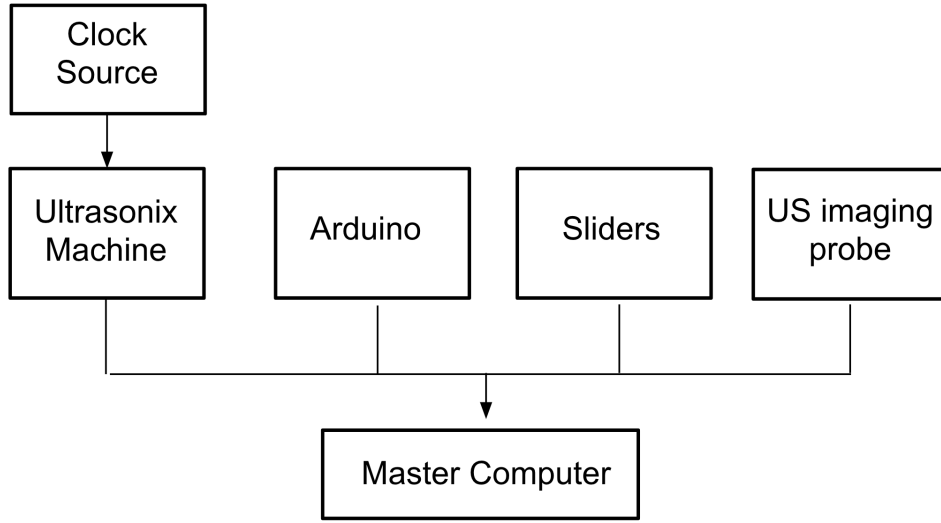 Clock
Source
Ultrasonix
Machine
Arduino
Sliders
US imaging
probe
Master Computer